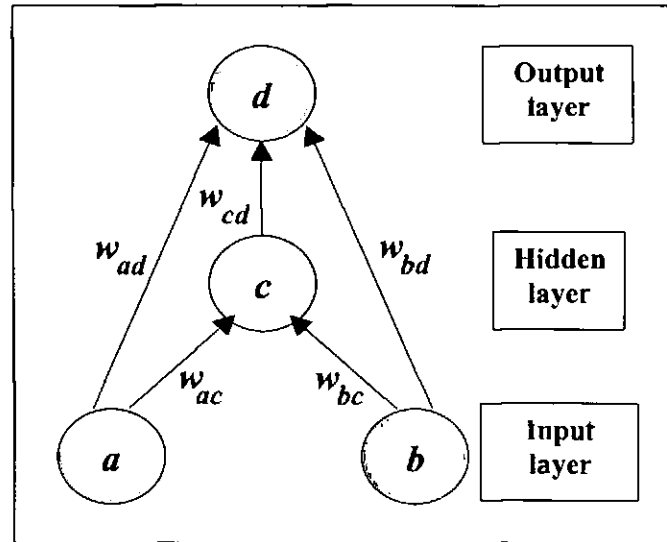 d
Output
layer
w_cd
w_ad
w_bd
Hidden
layer
c
w_ac
w_bc
a
b
Input
layer